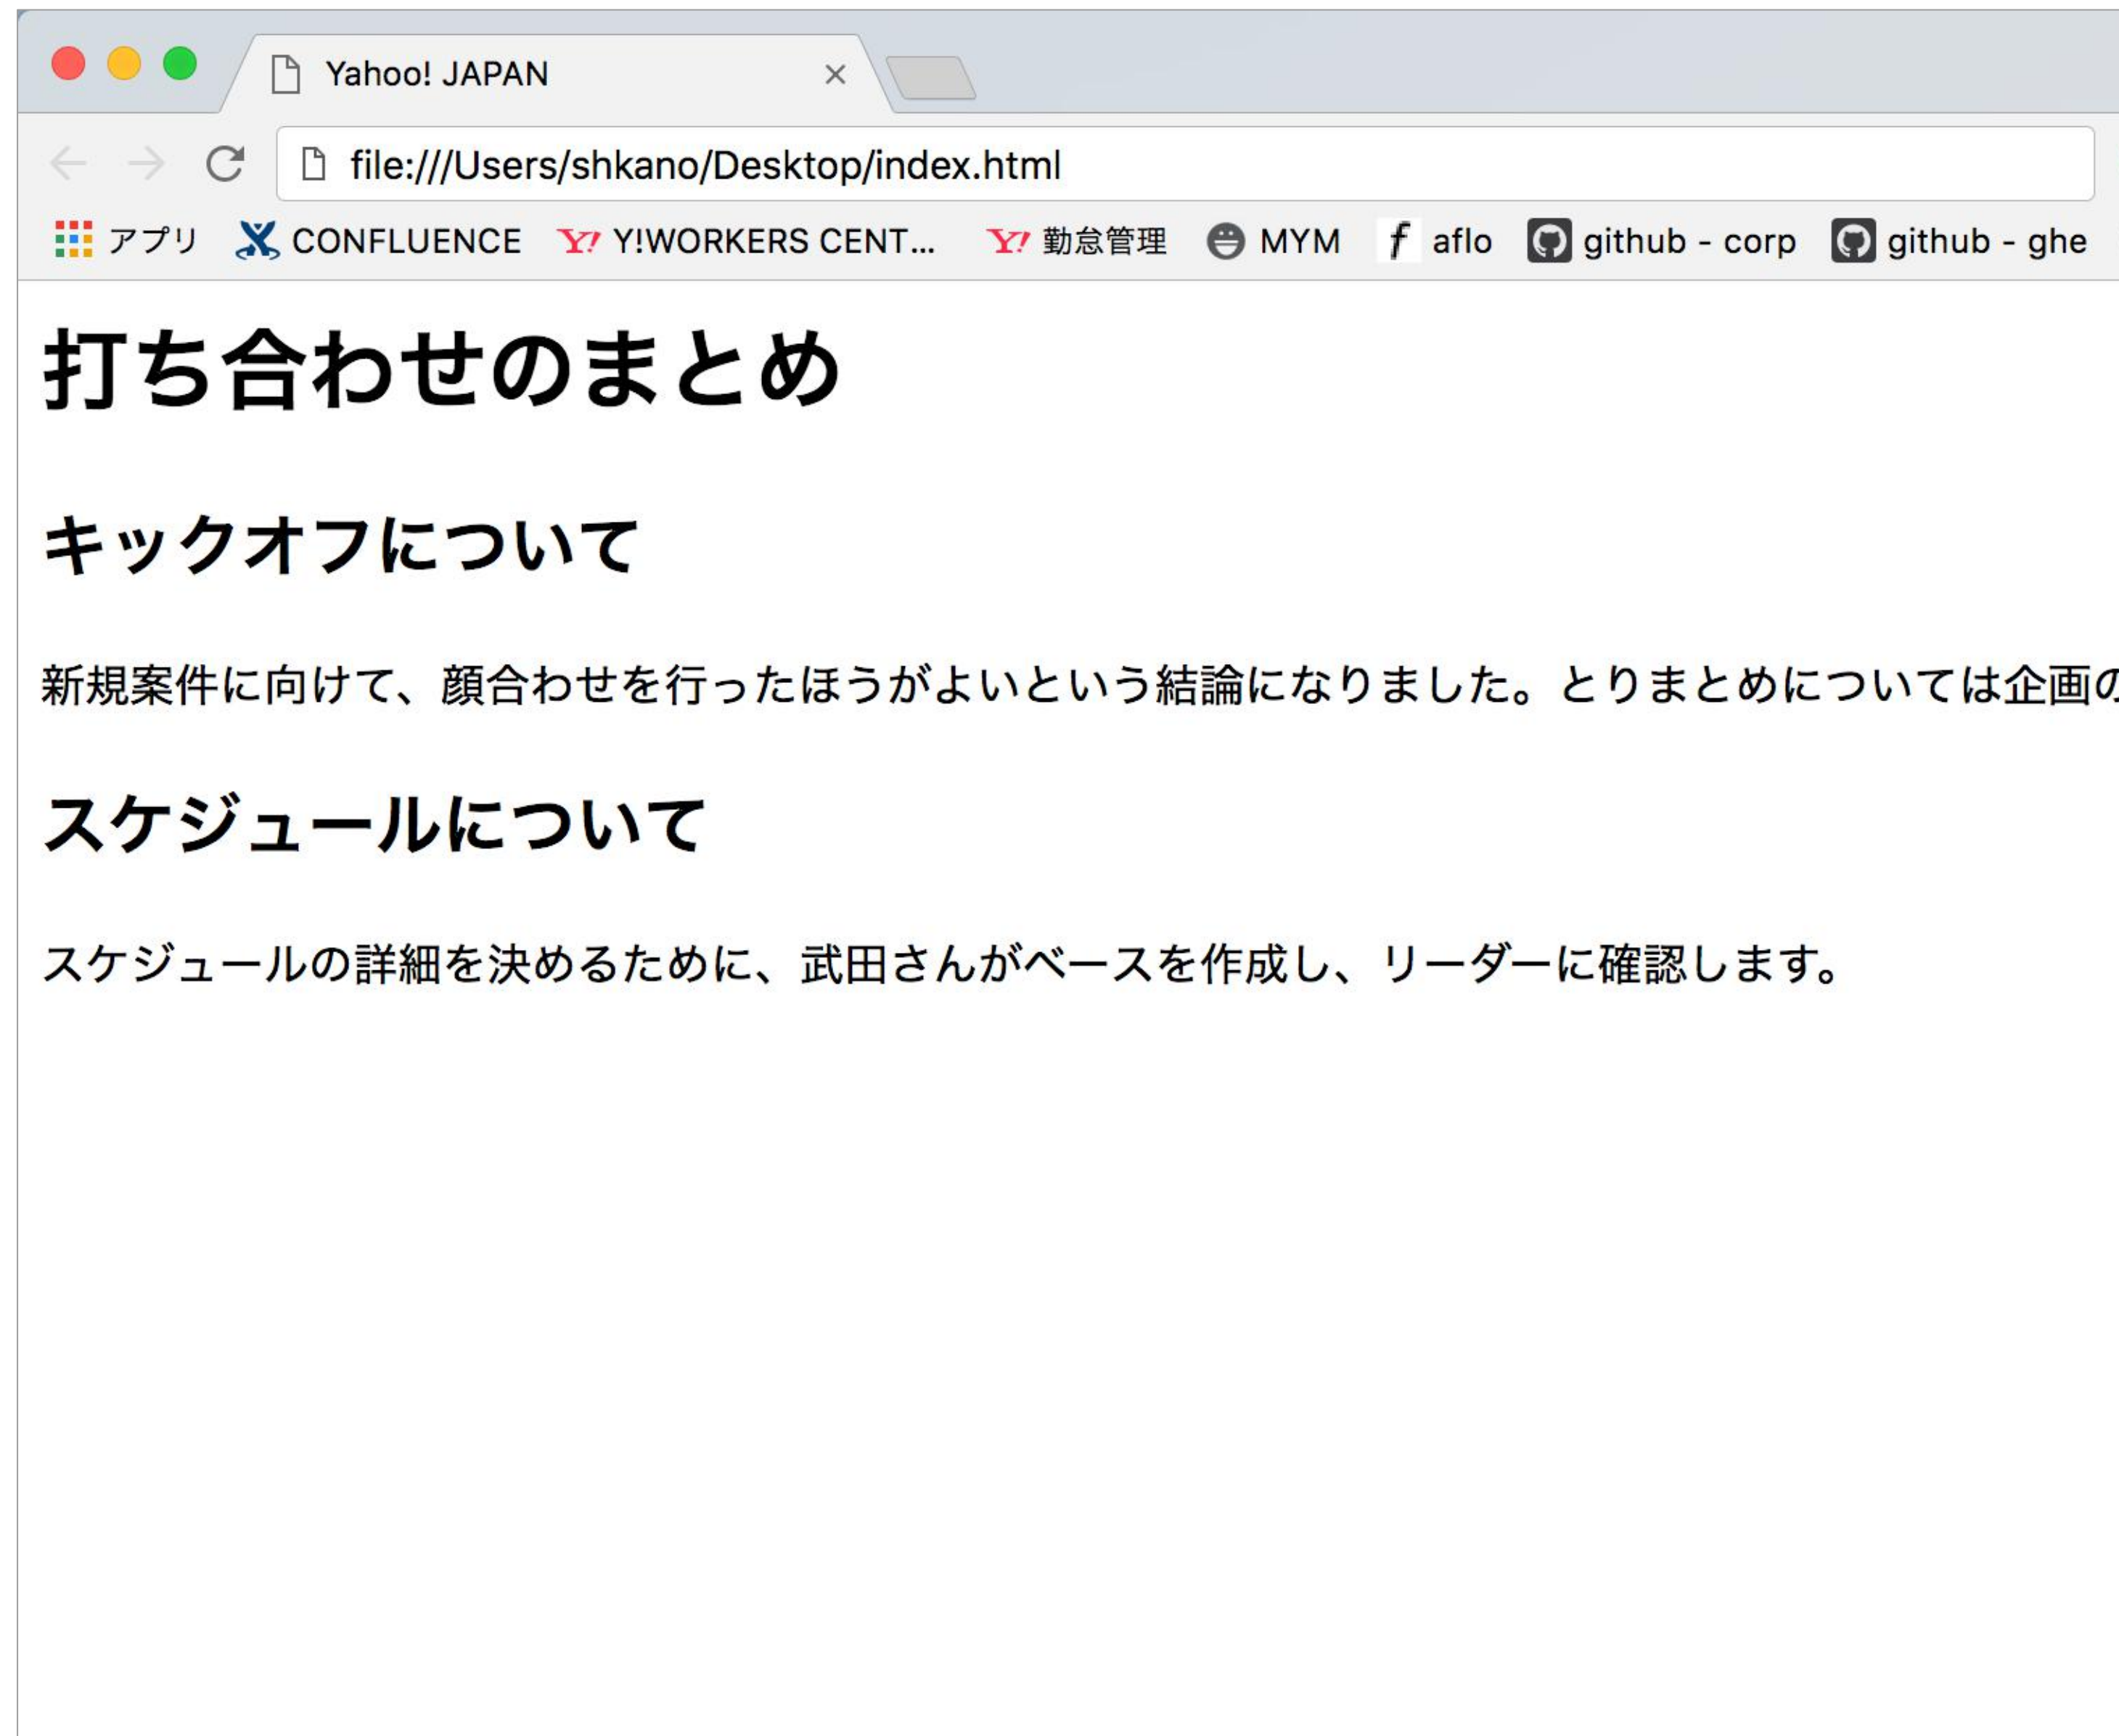 Yahoo! JAPAN
file:///Users/shkano/Desktop/index.html
アプリ CONFLUENCE Y!WORKERS CENT... 勤怠管理 MYM aflo github - corp github - ghe
打ち合わせのまとめ
キックオフについて
新規案件に向けて、顔合わせを行ったほうがよいという結論になりました。とりまとめについては企画の
スケジュールについて
スケジュールの詳細を決めるために、武田さんがベースを作成し、リーダーに確認します。